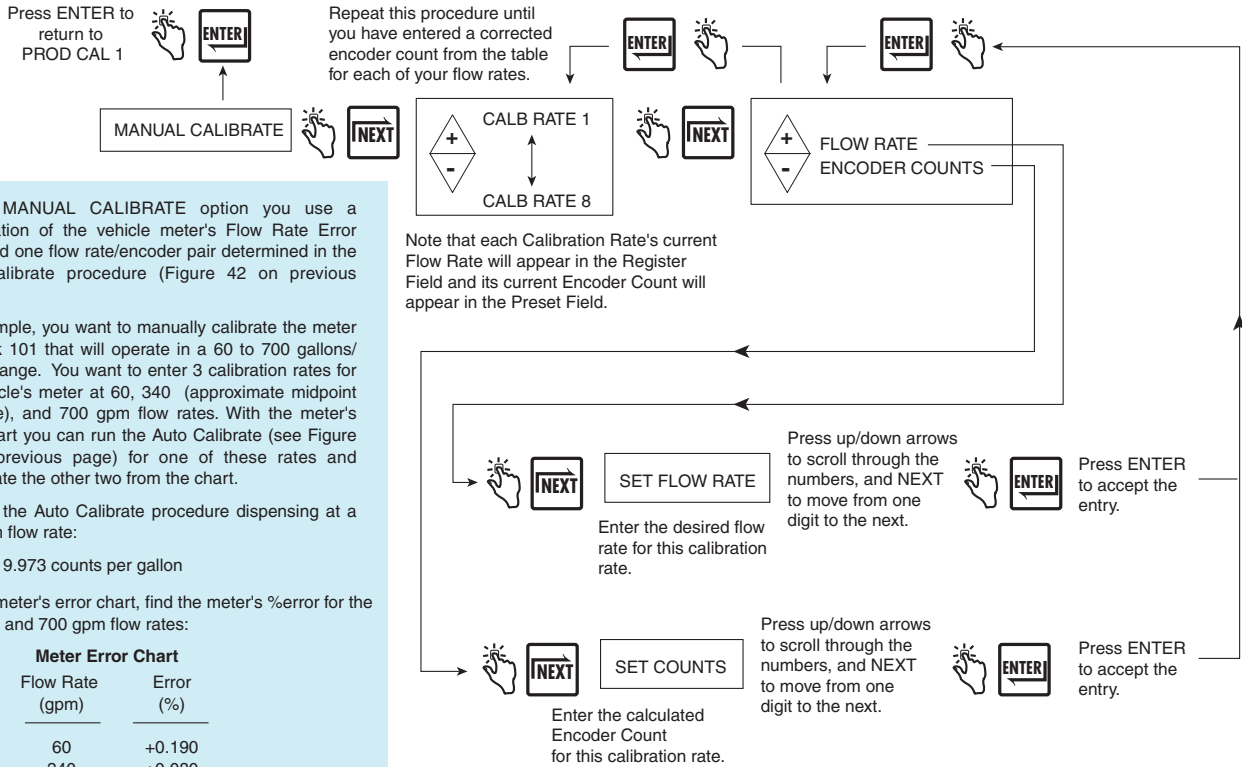 Press ENTER to
return to
PROD CAL 1
ENTER
Repeat this procedure until
you have entered a corrected
encoder count from the table
for each of your flow rates.
ENTER
ENTER
MANUAL CALIBRATE
NEXT
+
-
CALB RATE 1
CALB RATE 8
NEXT
+
-
FLOW RATE
ENCODER COUNTS
Note that each Calibration Rate's current
Flow Rate will appear in the Register
Field and its current Encoder Count will
appear in the Preset Field.
MANUAL CALIBRATE option you use a
of the vehicle meter's Flow Rate Error
one flow rate/encoder pair determined in the
procedure (Figure 42 on previous
you want to manually calibrate the meter
101 that will operate in a 60 to 700 gallons/
You want to enter 3 calibration rates for
meter at 60, 340 (approximate midpoint
and 700 gpm flow rates. With the meter's
you can run the Auto Calibrate (see Figure
page) for one of these rates and
the other two from the chart.
the Auto Calibrate procedure dispensing at a
flow rate:
9.973 counts per gallon
meter's error chart, find the meter's %error for the
and 700 gpm flow rates:
Meter Error Chart
Flow Rate
(gpm)
Error
(%)
60 +0.190
NEXT
SET FLOW RATE
Enter the desired flow
rate for this calibration
rate.
Press up/down arrows
to scroll through the
numbers, and NEXT
to move from one
digit to the next.
ENTER
Press ENTER
to accept the
entry.
NEXT
SET COUNTS
Enter the calculated
Encoder Count
for this calibration rate.
Press up/down arrows
to scroll through the
numbers, and NEXT
to move from one
digit to the next.
ENTER
Press ENTER
to accept the
entry.